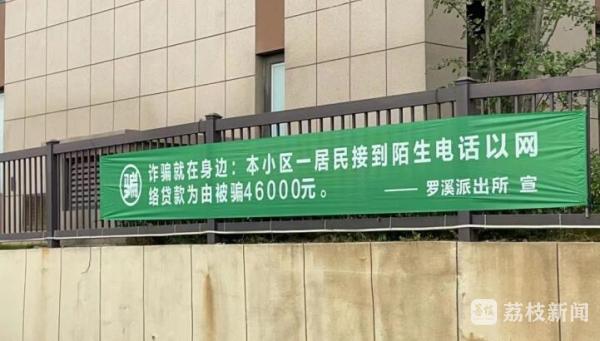 骗
诈骗就在身边：本小区一居民接到陌生电话以网
络贷款为由被骗46000元。
——罗溪派出所 宣
荔枝新闻